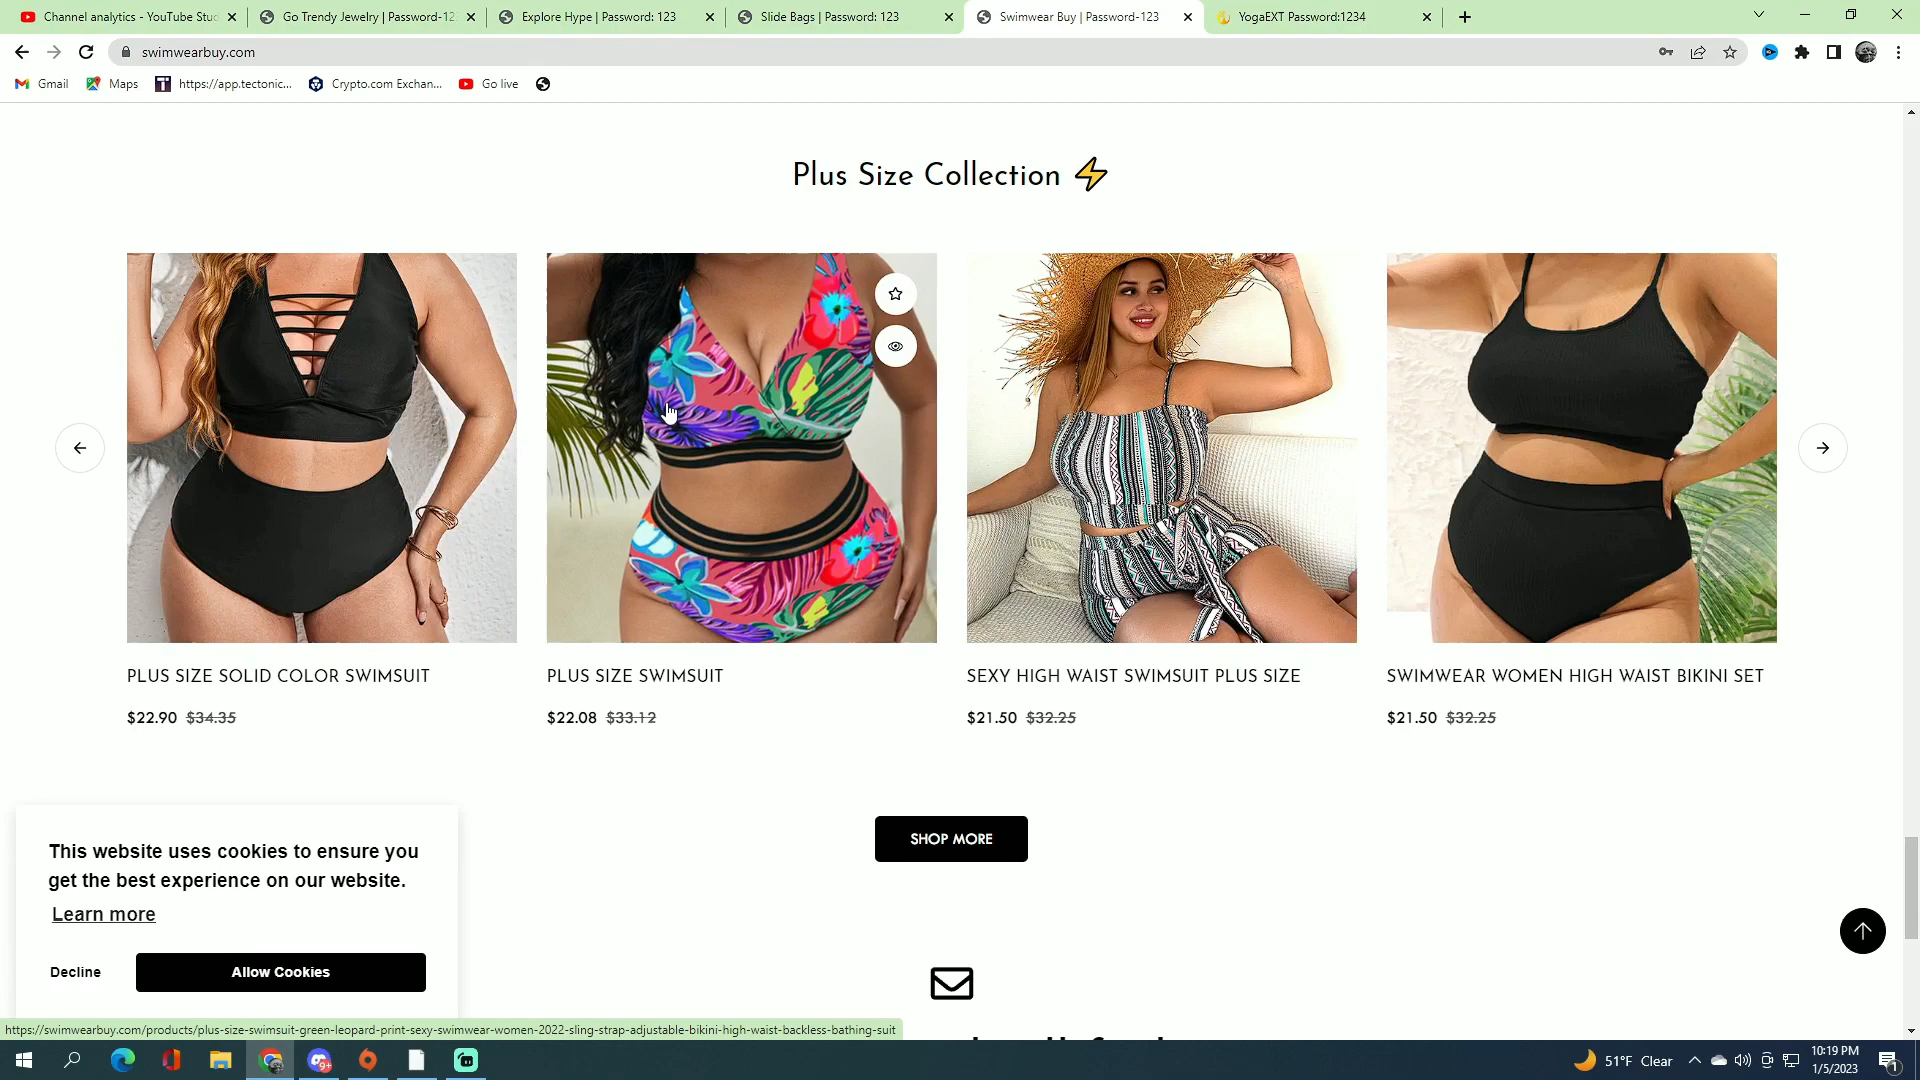 Channel analytics - YouTube Stu
Go Trendy Jewelry | Password-12
Explore Hype | Password: 123
Slide Bags | Password: 123
Swimwear Buy | Password-123
YogaEXT Password:1234
swimwearbuy.com
Gmail
Maps
https://app.tectonic...
Crypto.com Exchan...
Go live
Plus Size Collection ⚡
PLUS SIZE SOLID COLOR SWIMSUIT
PLUS SIZE SWIMSUIT
SEXY HIGH WAIST SWIMSUIT PLUS SIZE
SWIMWEAR WOMEN HIGH WAIST BIKINI SET
$22.90 $34.35
$22.08 $33.12
$21.50 $32.25
$21.50 $32.25
SHOP MORE
This website uses cookies to ensure you
get the best experience on our website.
Learn more
Decline
Allow Cookies
https://swimwearbuy.com/products/plus-size-swimsuit-green-leopard-print-sexy-swimwear-women-2022-sling-strap-adjustable-bikini-high-waist-backless-bathing-suit
9+
51°F Clear
10:19 PM
1/5/2023
1